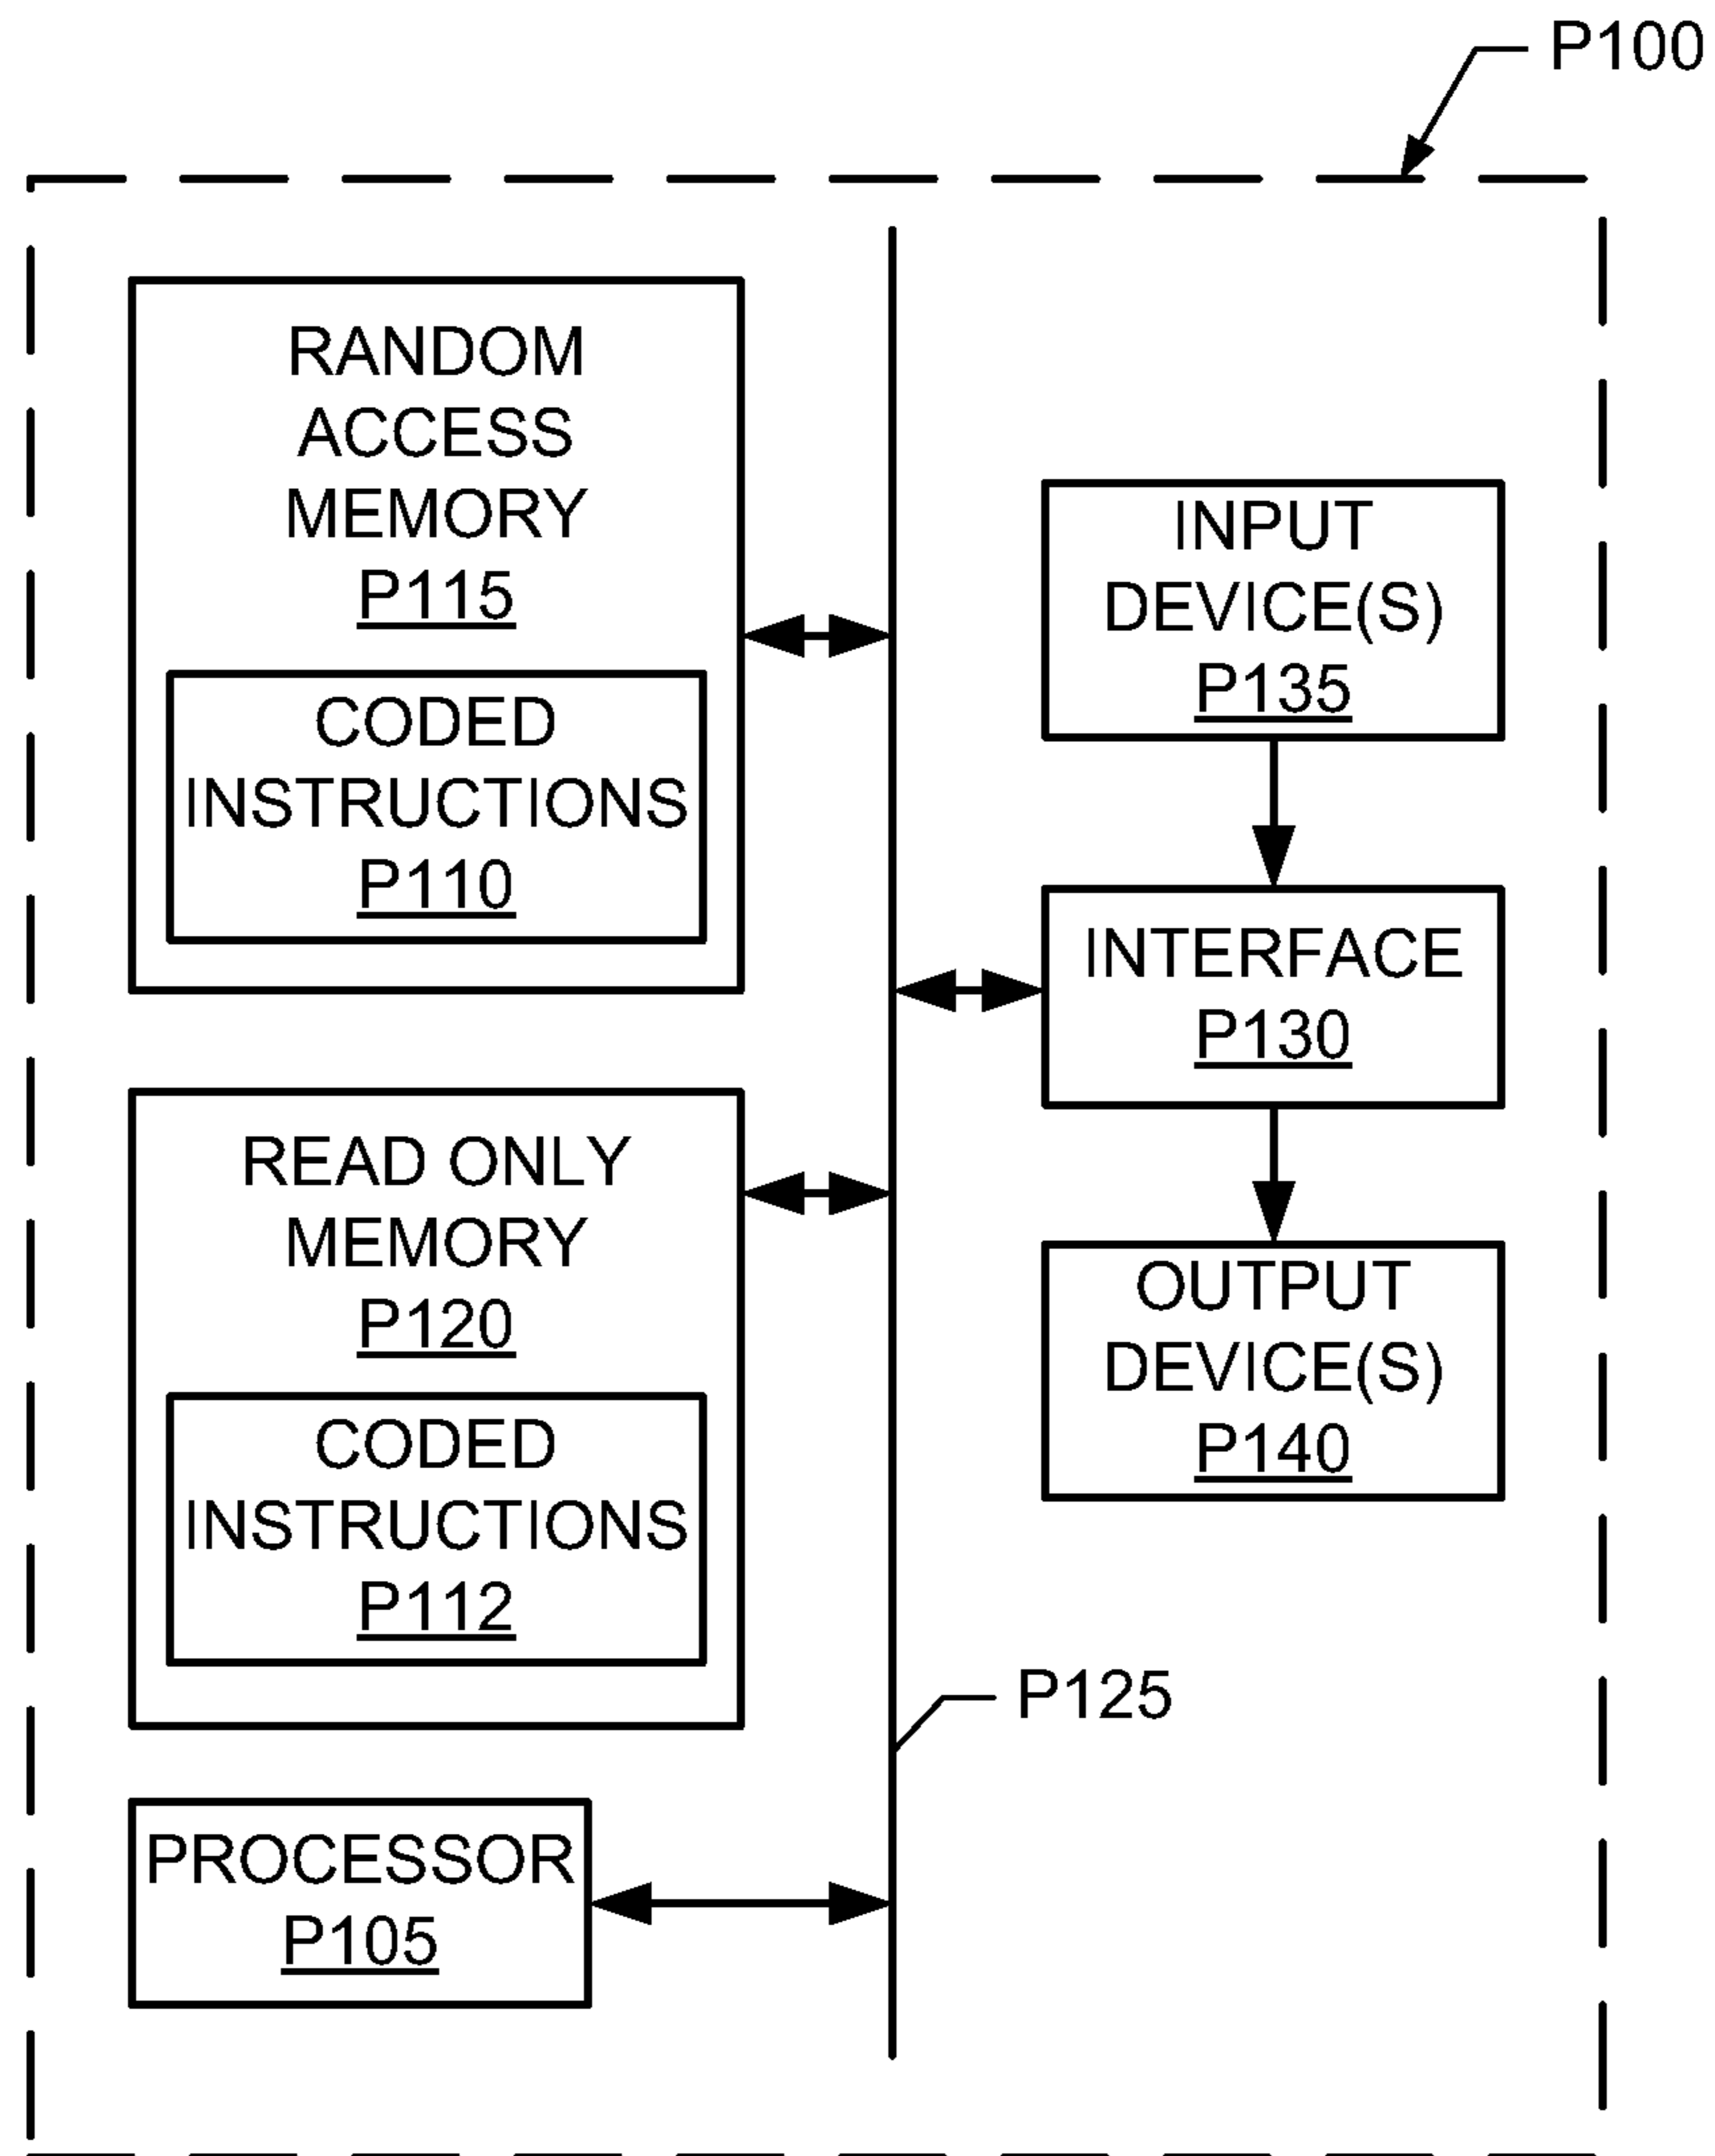 P100
RANDOM
ACCESS
MEMORY
P115
CODED
INSTRUCTIONS
P110
READ ONLY
MEMORY
P120
CODED
INSTRUCTIONS
P112
PROCESSOR
P105
INPUT
DEVICE(S)
P135
INTERFACE
P130
OUTPUT
DEVICE(S)
P140
P125